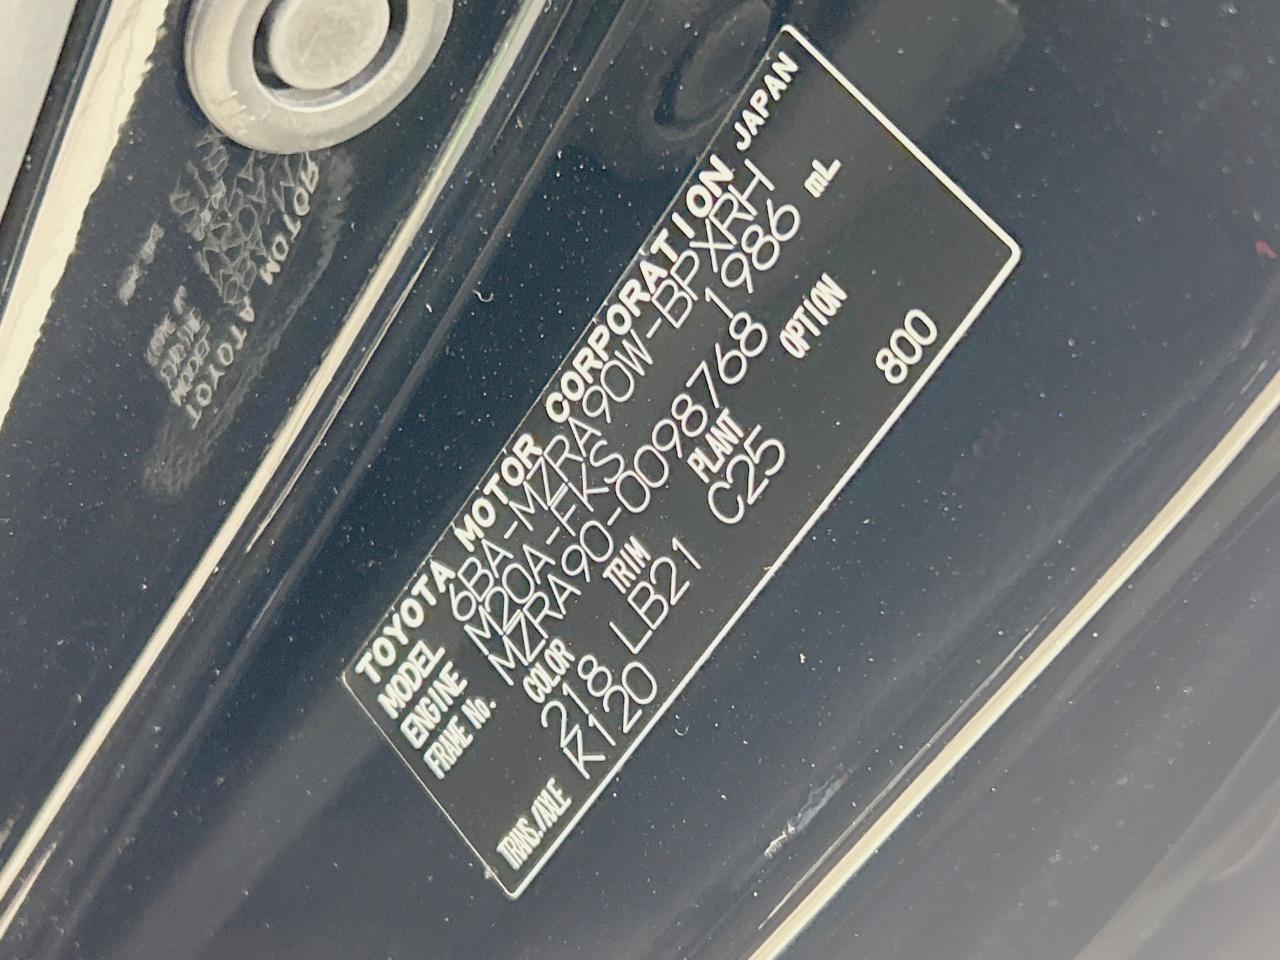 TOYOTA MOTOR CORPORATION JAPAN
MODEL 6BA-MZRA90W-BPXRH
ENGINE M20A-FKS 1986 mL
FRAME No. MZRA90-0098768
COLOR TRIM PLANT OPTION
218 LB21 C25 800
TRANS./AXLE K120